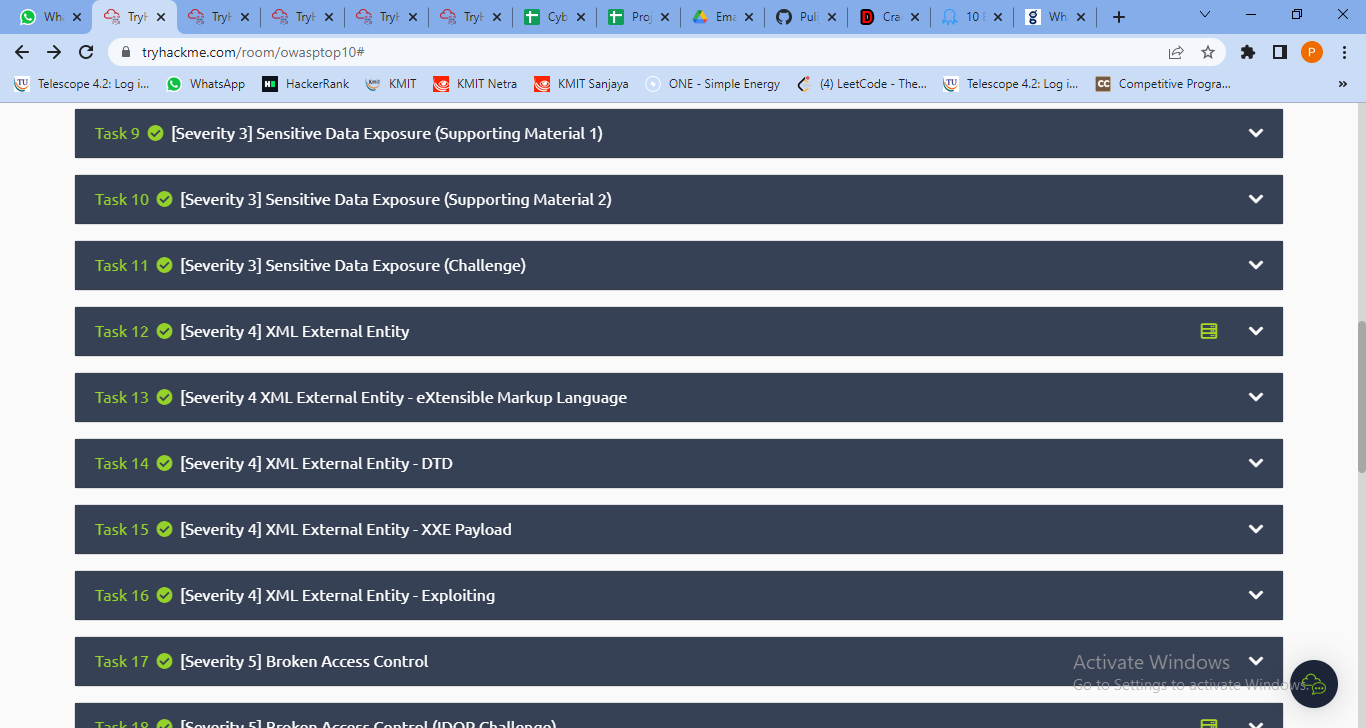 Wha
TryH
TryH
TryH
TryH
TryH
Cyb
Proj
Ema
Puli
Cra
10 E
Wh
tryhackme.com/room/owasptop10#
P
Telescope 4.2: Log i...
WhatsApp
HackerRank
KMIT
KMIT Netra
KMIT Sanjaya
ONE - Simple Energy
(4) LeetCode - The...
Telescope 4.2: Log i...
Competitive Progra...
»
Task 9 [Severity 3] Sensitive Data Exposure (Supporting Material 1)
Task 10 [Severity 3] Sensitive Data Exposure (Supporting Material 2)
Task 11 [Severity 3] Sensitive Data Exposure (Challenge)
Task 12 [Severity 4] XML External Entity
Task 13 [Severity 4 XML External Entity - eXtensible Markup Language
Task 14 [Severity 4] XML External Entity - DTD
Task 15 [Severity 4] XML External Entity - XXE Payload
Task 16 [Severity 4] XML External Entity - Exploiting
Task 17 [Severity 5] Broken Access Control
Activate Windows
Go to Settings to activate Windows.
Task 18 [Severity 5] Broken Access Control (IDOR Challenge)